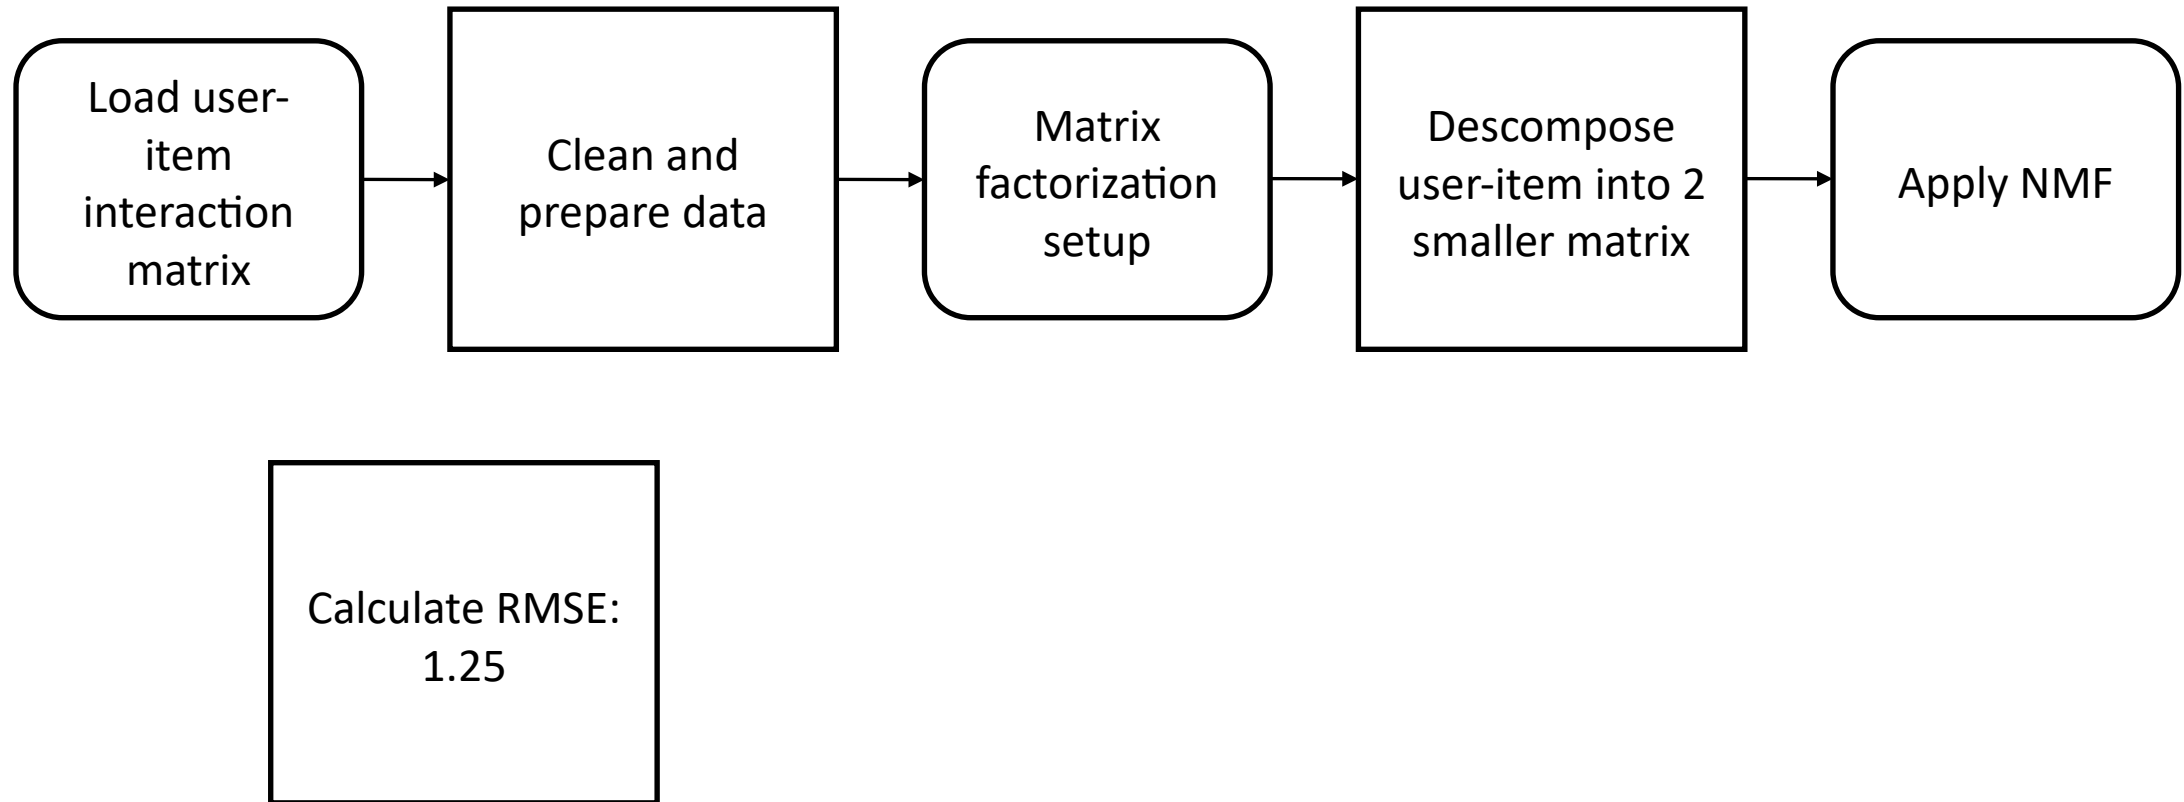 Load user-
item
interaction
matrix
Clean and
prepare data
Matrix
factorization
setup
Descompose
user-item into 2
smaller matrix
Apply NMF
Calculate RMSE:
1.25